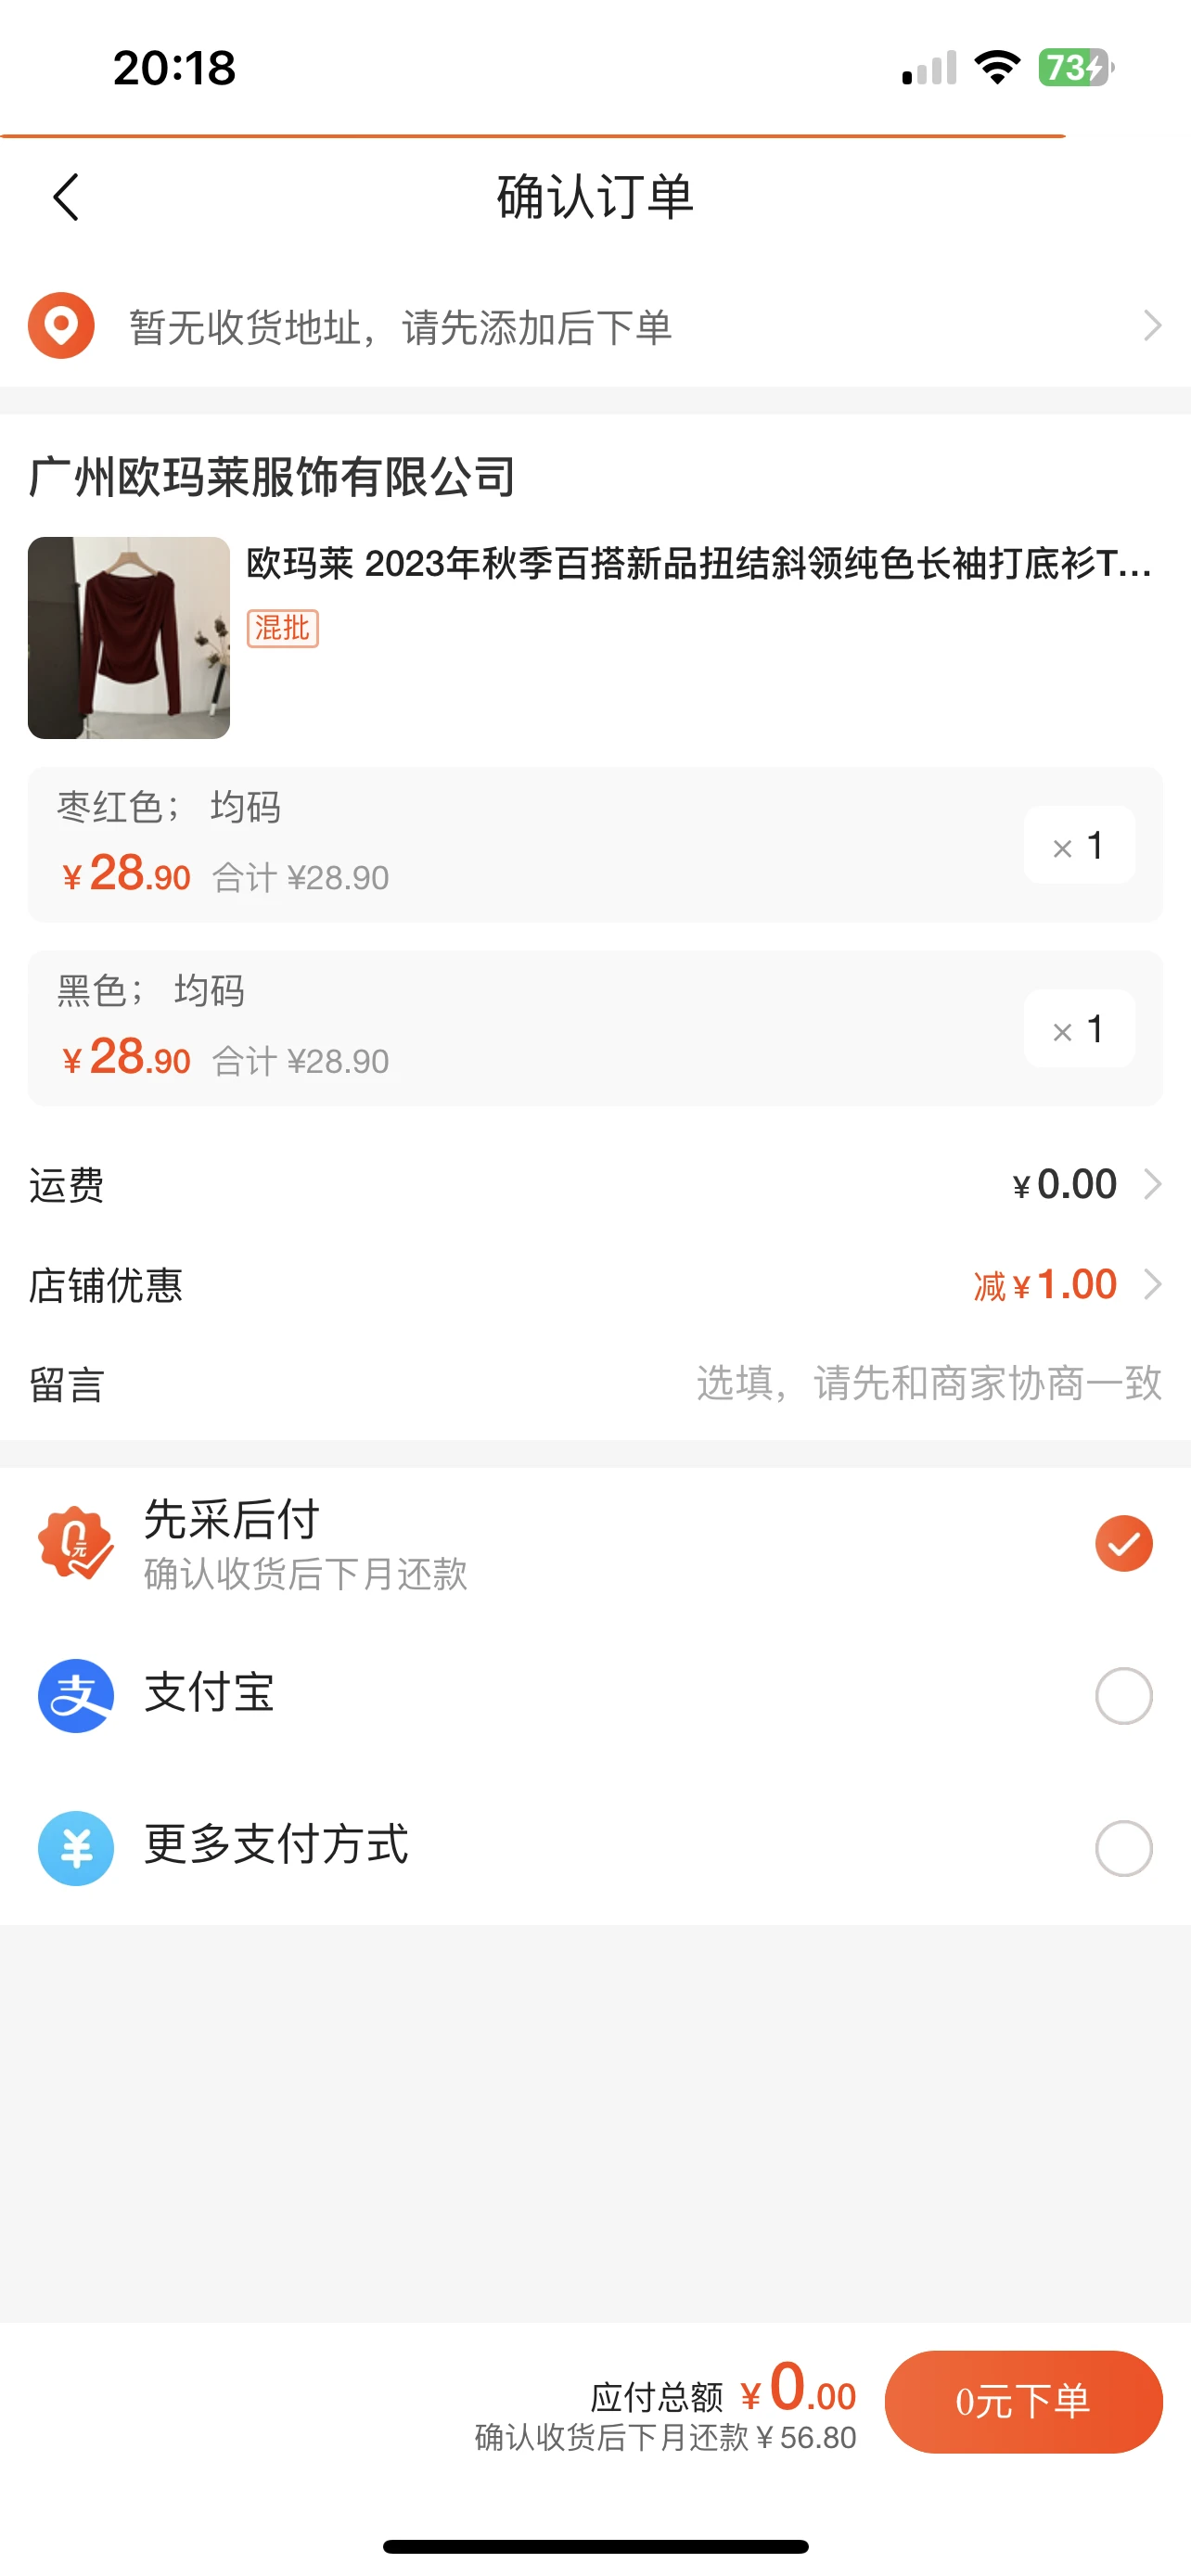 20:18
73
确认订单
暂无收货地址，请先添加后下单
广州欧玛莱服饰有限公司
欧玛莱 2023年秋季百搭新品扭结斜领纯色长袖打底衫T...
混批
枣红色； 均码
¥28.90 合计 ¥28.90
× 1
黑色； 均码
¥28.90 合计 ¥28.90
× 1
运费 ¥0.00
店铺优惠 减¥1.00
留言 选填，请先和商家协商一致
0元
先采后付
确认收货后下月还款
支 支付宝
¥ 更多支付方式
应付总额 ¥0.00
确认收货后下月还款¥56.80
0元下单